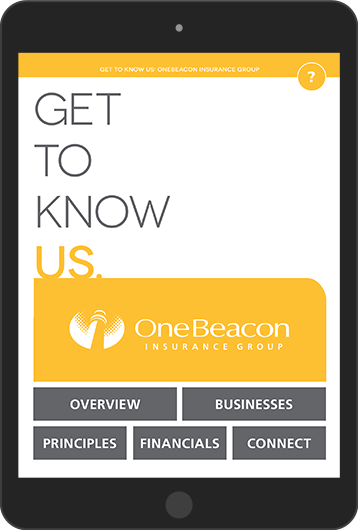 GET TO KNOW US: ONEBEACON INSURANCE GROUP
?
GET
TO
KNOW
US.
OneBeacon
INSURANCE GROUP
OVERVIEW
BUSINESSES
PRINCIPLES
FINANCIALS
CONNECT